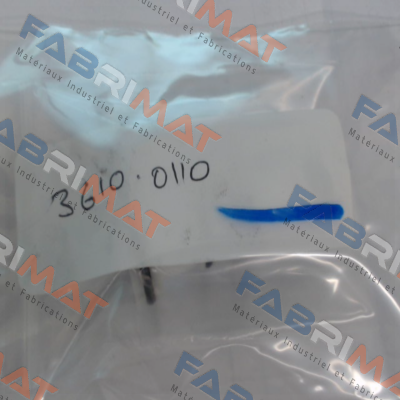 3610.0110
FABRIMAT
Materiaux Industriel et Fabrications
FABRIMAT
Materiaux Industriel et Fabrications
FABRIMAT
Materiaux Industriel et Fabrications